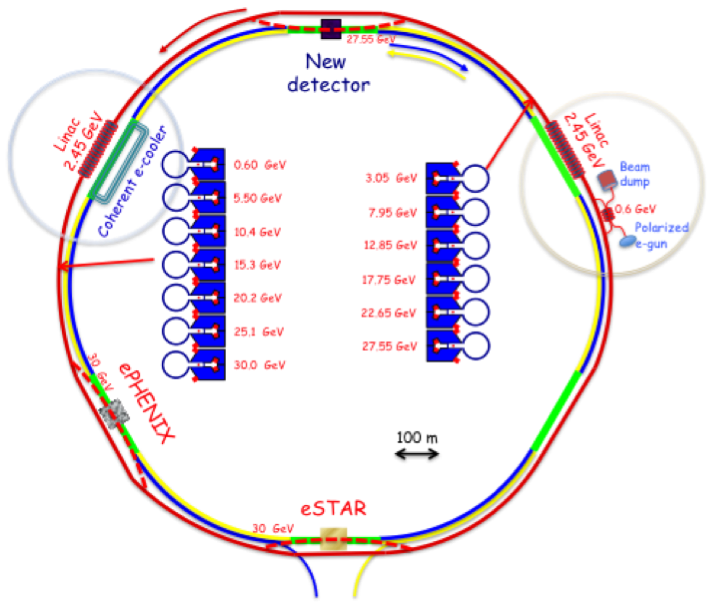 27.55 GeV
New
detector
Linac
2.45 GeV
Coherent e-cooler
Linac
2.45 GeV
Beam
dump
0.6 GeV
Polarized
e-gun
0.60 GeV
5.50 GeV
10.4 GeV
15.3 GeV
20.2 GeV
25.1 GeV
30.0 GeV
3.05 GeV
7.95 GeV
12.85 GeV
17.75 GeV
22.65 GeV
27.55 GeV
30 GeV
ePHENIX
100 m
eSTAR
30 GeV